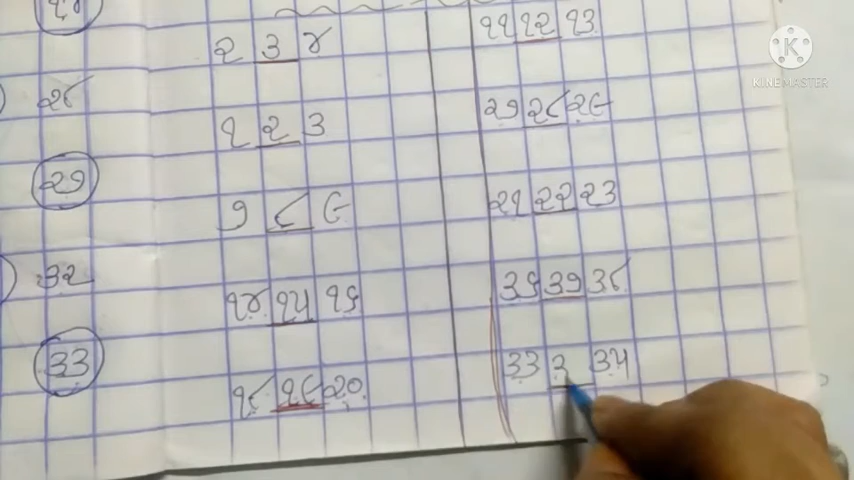 ૨ ૩ ૪ ૧૧ ૧૨ ૧૩
૨૮ ૧ ૨ ૩ ૨૭ ૨૮ ૨૯
૨૭ ૭ ૮ ૯ ૨૧ ૨૨ ૨૩
૩૨ ૧૪ ૧૫ ૧૬ ૩૬ ૩૭ ૩૮
૩૩ ૧૮ ૧૯ ૨૦ ૩૩ ૩ ૩૫
KINEMASTER